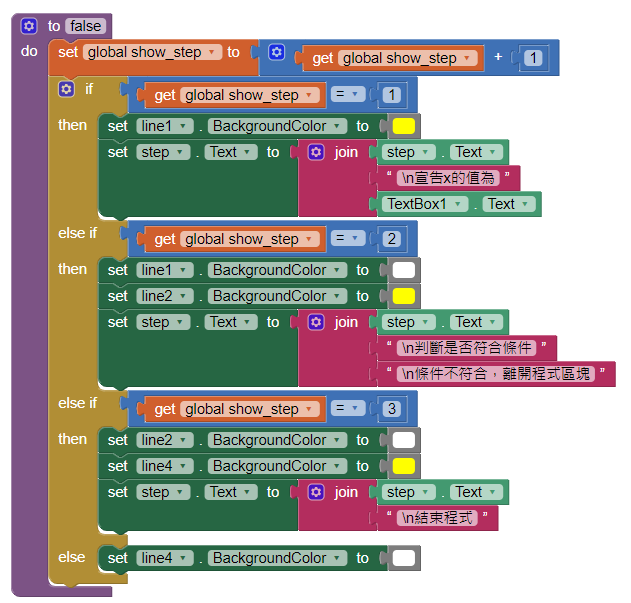 to false
do set global show_step to get global show_step + 1
if get global show_step = 1
then set line1 . BackgroundColor to
set step . Text to join step . Text
“ \n宣告x的值為 ”
TextBox1 . Text
else if get global show_step = 2
then set line1 . BackgroundColor to
set line2 . BackgroundColor to
set step . Text to join step . Text
“ \n判斷是否符合條件 ”
“ \n條件不符合，離開程式區塊 ”
else if get global show_step = 3
then set line2 . BackgroundColor to
set line4 . BackgroundColor to
set step . Text to join step . Text
“ \n結束程式 ”
else set line4 . BackgroundColor to